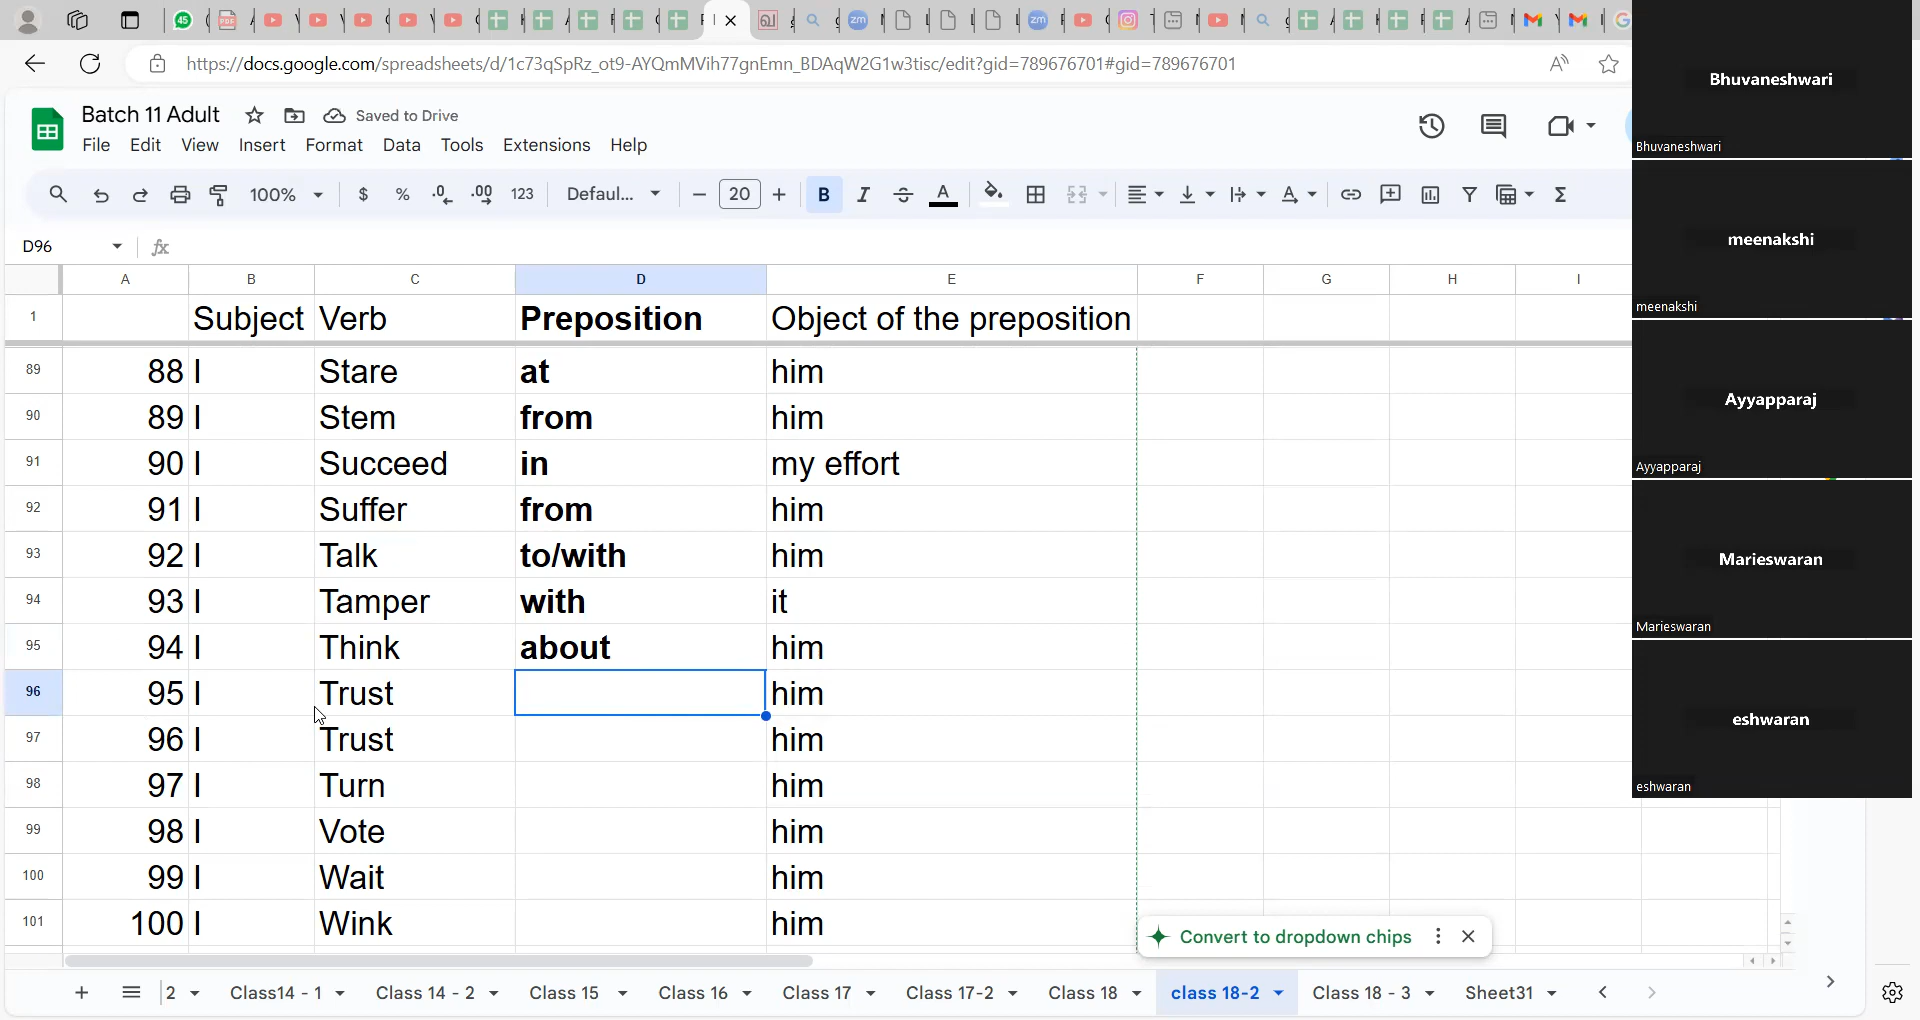 https://docs.google.com/spreadsheets/d/1c73qSpRz_ot9-AYQmMVih77gnEmn_BDAqW2G1w3tisc/edit?gid=789676701#gid=789676701
Batch 11 Adult
Saved to Drive
File Edit View Insert Format Data Tools Extensions Help
100% $ % .0 .00 123 Defaul... 20 B I A
D96
A B C D E F G H I
1 Subject Verb Preposition Object of the preposition
89 88 I Stare at him
90 89 I Stem from him
91 90 I Succeed in my effort
92 91 I Suffer from him
93 92 I Talk to/with him
94 93 I Tamper with it
95 94 I Think about him
96 95 I Trust him
97 96 I Trust him
98 97 I Turn him
99 98 I Vote him
100 99 I Wait him
101 100 I Wink him
Convert to dropdown chips
2 Class14 - 1 Class 14 - 2 Class 15 Class 16 Class 17 Class 17-2 Class 18 class 18-2 Class 18 - 3 Sheet31
Bhuvaneshwari
Bhuvaneshwari
meenakshi
meenakshi
Ayyapparaj
Ayyapparaj
Marieswaran
Marieswaran
eshwaran
eshwaran